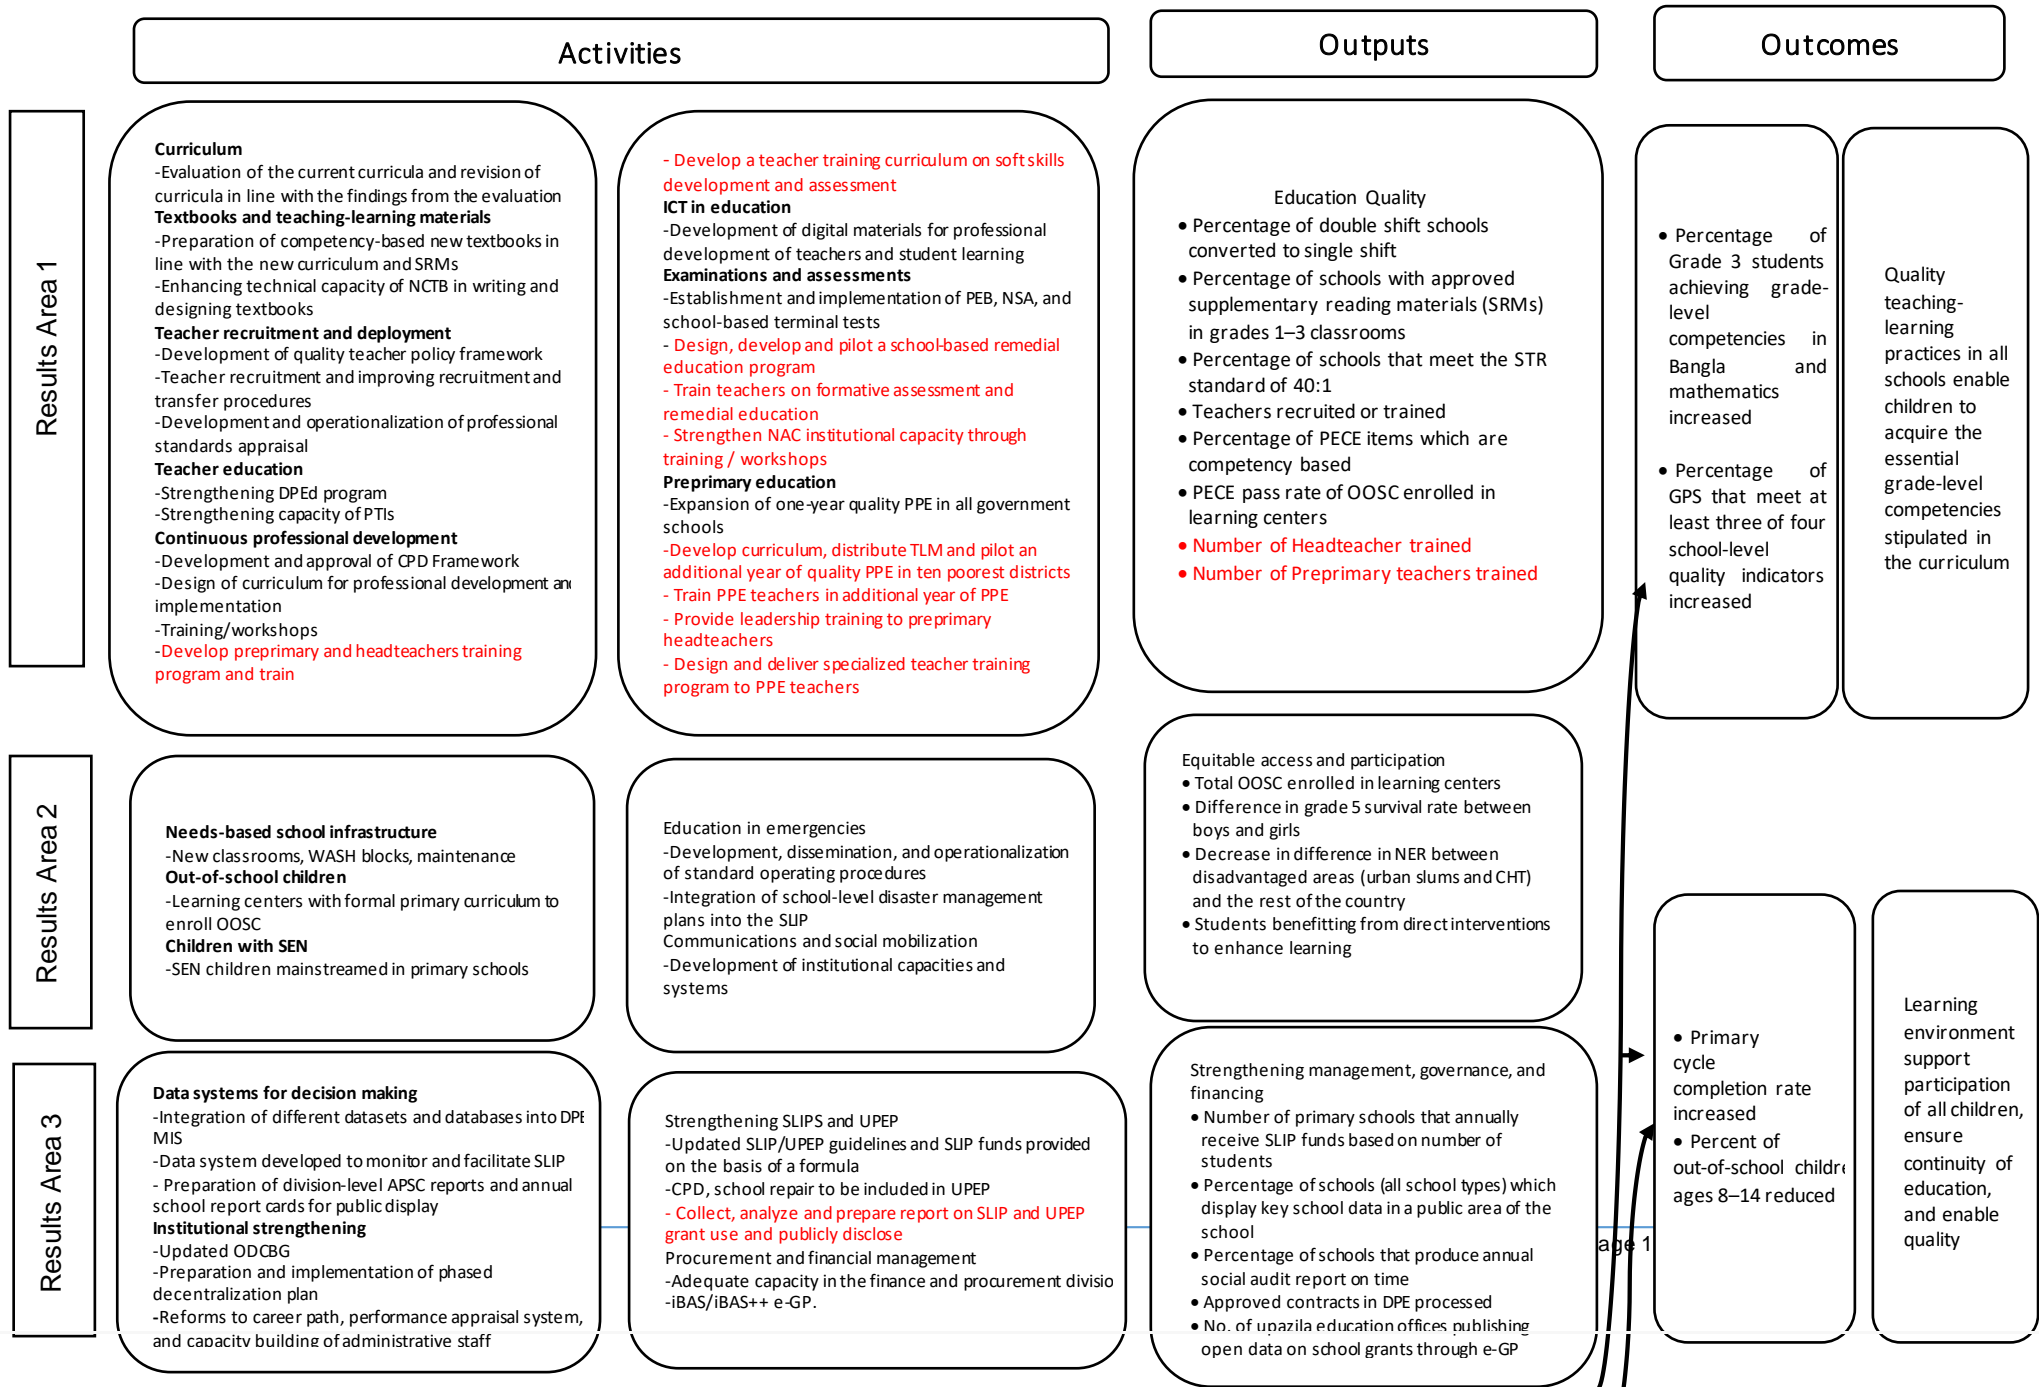 Activities
Outputs
Outcomes
Results Area 1
Curriculum
-Evaluation of the current curricula and revision of
curricula in line with the findings from the evaluation
Textbooks and teaching-learning materials
-Preparation of competency-based new textbooks in
line with the new curriculum and SRMs
-Enhancing technical capacity of NCTB in writing and
designing textbooks
Teacher recruitment and deployment
-Development of quality teacher policy framework
-Teacher recruitment and improving recruitment and
transfer procedures
-Development and operationalization of professional
standards appraisal
Teacher education
-Strengthening DPEd program
-Strengthening capacity of PTIs
Continuous professional development
-Development and approval of CPD Framework
-Design of curriculum for professional development and
implementation
-Training/workshops
-Develop preprimary and headteachers training
program and train
- Develop a teacher training curriculum on soft skills
development and assessment
ICT in education
-Development of digital materials for professional
development of teachers and student learning
Examinations and assessments
-Establishment and implementation of PEB, NSA, and
school-based terminal tests
- Design, develop and pilot a school-based remedial
education program
- Train teachers on formative assessment and
remedial education
- Strengthen NAC institutional capacity through
training / workshops
Preprimary education
-Expansion of one-year quality PPE in all government
schools
-Develop curriculum, distribute TLM and pilot an
additional year of quality PPE in ten poorest districts
- Train PPE teachers in additional year of PPE
- Provide leadership training to preprimary
headteachers
- Design and deliver specialized teacher training
program to PPE teachers
Education Quality
• Percentage of double shift schools
converted to single shift
• Percentage of schools with approved
supplementary reading materials (SRMs)
in grades 1–3 classrooms
• Percentage of schools that meet the STR
standard of 40:1
• Teachers recruited or trained
• Percentage of PECE items which are
competency based
• PECE pass rate of OOSC enrolled in
learning centers
• Number of Headteacher trained
• Number of Preprimary teachers trained
• Percentage of
Grade 3 students
achieving grade-
level
competencies in
Bangla and
mathematics
increased
• Percentage of
GPS that meet at
least three of four
school-level
quality indicators
increased
Quality
teaching-
learning
practices in all
schools enable
children to
acquire the
essential
grade-level
competencies
stipulated in
the curriculum
Results Area 2
Needs-based school infrastructure
-New classrooms, WASH blocks, maintenance
Out-of-school children
-Learning centers with formal primary curriculum to
enroll OOSC
Children with SEN
-SEN children mainstreamed in primary schools
Education in emergencies
-Development, dissemination, and operationalization
of standard operating procedures
-Integration of school-level disaster management
plans into the SLIP
Communications and social mobilization
-Development of institutional capacities and
systems
Equitable access and participation
• Total OOSC enrolled in learning centers
• Difference in grade 5 survival rate between
boys and girls
• Decrease in difference in NER between
disadvantaged areas (urban slums and CHT)
and the rest of the country
• Students benefitting from direct interventions
to enhance learning
• Primary
cycle
completion rate
increased
• Percent of
out-of-school childre
ages 8–14 reduced
Learning
environment
support
participation
of all children,
ensure
continuity of
education,
and enable
quality
Results Area 3
Data systems for decision making
-Integration of different datasets and databases into DPE
MIS
-Data system developed to monitor and facilitate SLIP
- Preparation of division-level APSC reports and annual
school report cards for public display
Institutional strengthening
-Updated ODCBG
-Preparation and implementation of phased
decentralization plan
-Reforms to career path, performance appraisal system,
and capacity building of administrative staff
Strengthening SLIPS and UPEP
-Updated SLIP/UPEP guidelines and SLIP funds provided
on the basis of a formula
-CPD, school repair to be included in UPEP
- Collect, analyze and prepare report on SLIP and UPEP
grant use and publicly disclose
Procurement and financial management
-Adequate capacity in the finance and procurement divisio
-iBAS/iBAS++ e-GP.
Strengthening management, governance, and
financing
• Number of primary schools that annually
receive SLIP funds based on number of
students
• Percentage of schools (all school types) which
display key school data in a public area of the
school
• Percentage of schools that produce annual
social audit report on time
• Approved contracts in DPE processed
• No. of upazila education offices publishing
open data on school grants through e-GP
age 1